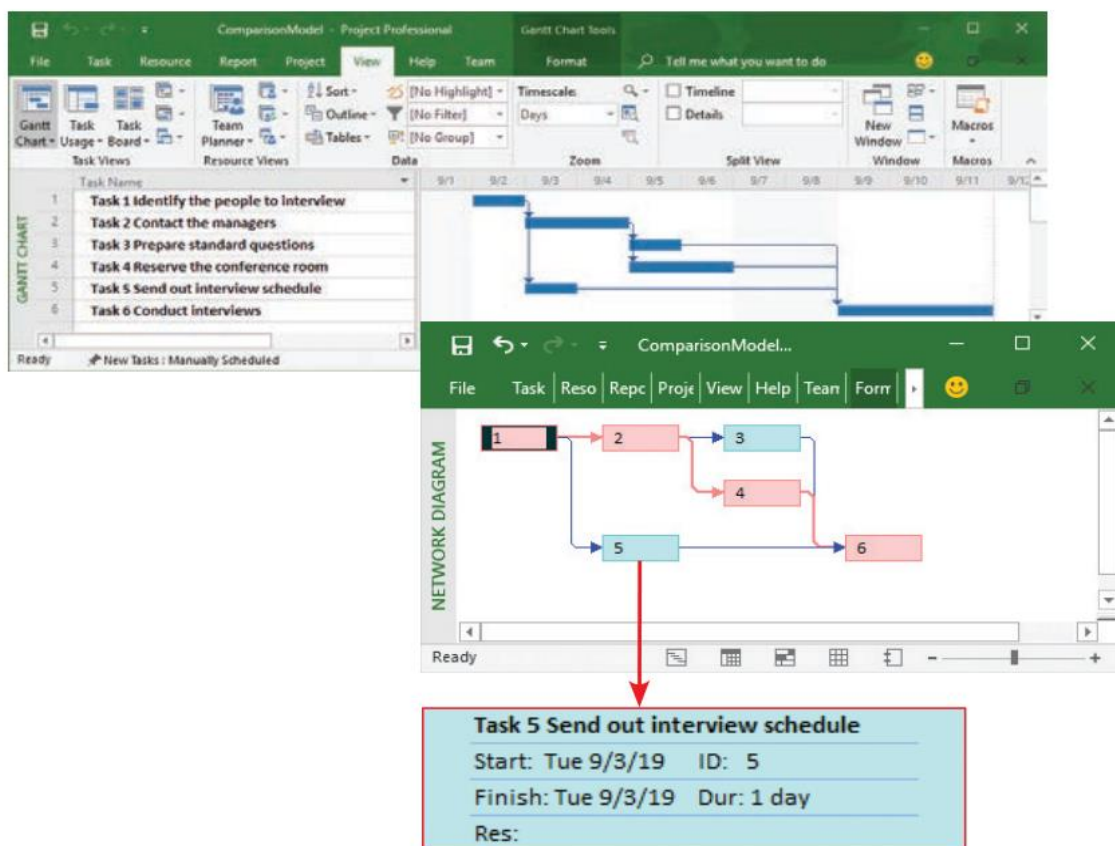 ComparisonModel - Project Professional Gantt Chart Tools
File Task Resource Report Project View Help Team Format Tell me what you want to do
Gantt Chart Task Usage Task Board
Task Views
Team Planner
Resource Views
Sort
Outline
Tables
[No Highlight]
[No Filter]
[No Group]
Data
Timescale:
Days
Zoom
Timeline
Details
Split View
New Window
Window
Macros
Macros
Task Name 9/1 9/2 9/3 9/4 9/5 9/6 9/7 9/8 9/9 9/10 9/11 9/12
GANTT CHART
1 Task 1 Identify the people to interview
2 Task 2 Contact the managers
3 Task 3 Prepare standard questions
4 Task 4 Reserve the conference room
5 Task 5 Send out interview schedule
6 Task 6 Conduct interviews
Ready New Tasks : Manually Scheduled
ComparisonModel...
File Task Reso Repc Proje View Help Tean Forn
NETWORK DIAGRAM
1 2 3
4
5 6
Ready
Task 5 Send out interview schedule
Start: Tue 9/3/19 ID: 5
Finish: Tue 9/3/19 Dur: 1 day
Res: